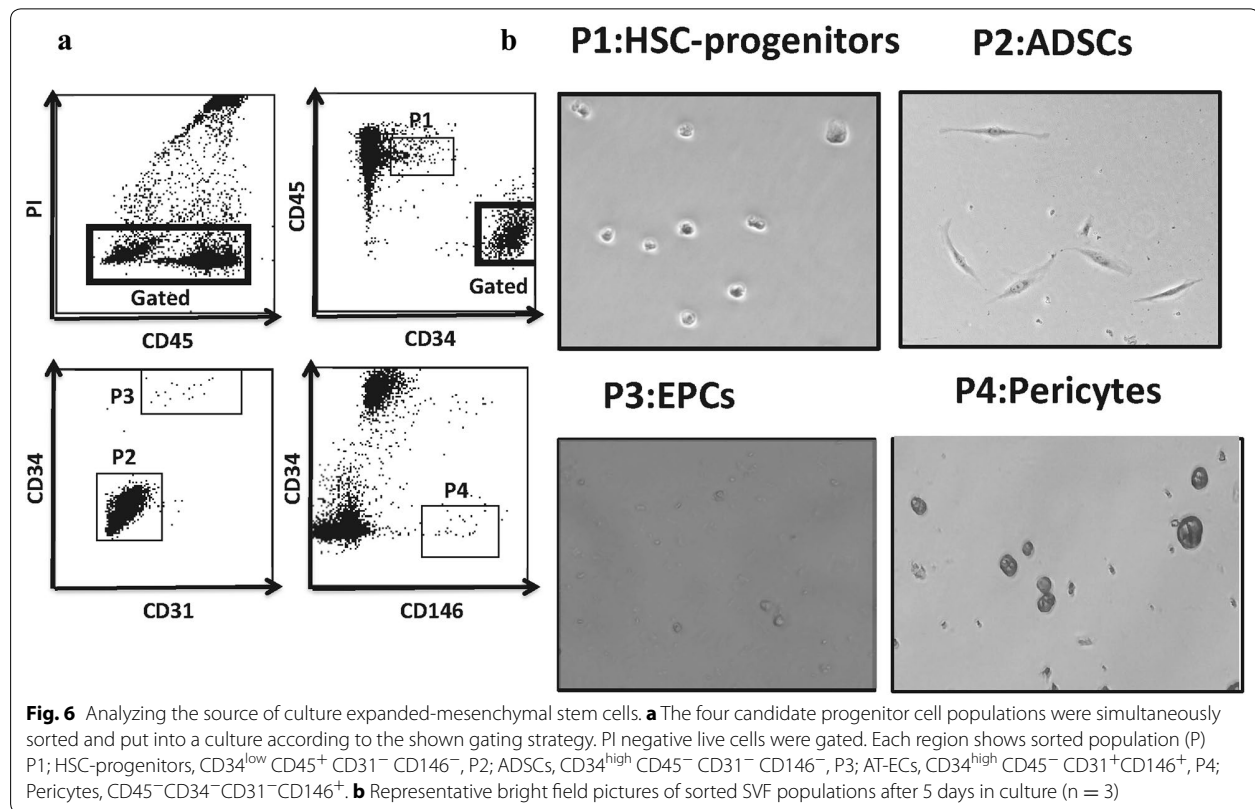 a
b
P1:HSC-progenitors
P2:ADSCs
PI
Gated
CD45
CD45
P1
Gated
CD34
P3:EPCs
P4:Pericytes
CD34
P3
P2
CD31
CD34
P4
CD146
Fig. 6 Analyzing the source of culture expanded-mesenchymal stem cells. a The four candidate progenitor cell populations were simultaneously
sorted and put into a culture according to the shown gating strategy. PI negative live cells were gated. Each region shows sorted population (P)
P1; HSC-progenitors, CD34ˡᵒʷ CD45⁺ CD31⁻ CD146⁻, P2; ADSCs, CD34ʰⁱᵍʰ CD45⁻ CD31⁻ CD146⁻, P3; AT-ECs, CD34ʰⁱᵍʰ CD45⁻ CD31⁺CD146⁺, P4;
Pericytes, CD45⁻CD34⁻CD31⁻CD146⁺. b Representative bright field pictures of sorted SVF populations after 5 days in culture (n = 3)